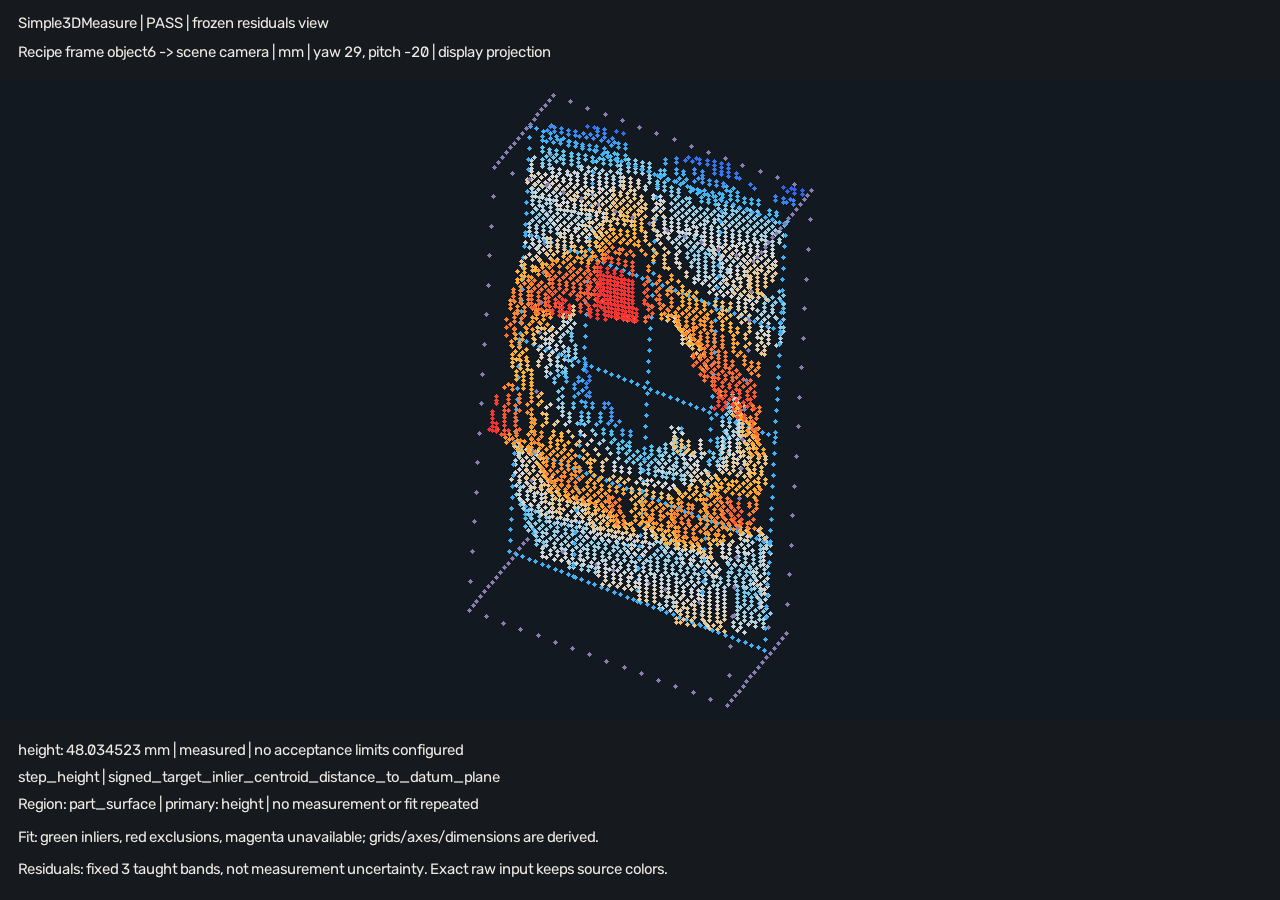 Simple3DMeasure | PASS | frozen residuals view
Recipe frame object6 -> scene camera | mm | yaw 29, pitch -20 | display projection
height: 48.034523 mm | measured | no acceptance limits configured
step_height | signed_target_inlier_centroid_distance_to_datum_plane
Region: part_surface | primary: height | no measurement or fit repeated
Fit: green inliers, red exclusions, magenta unavailable; grids/axes/dimensions are derived.
Residuals: fixed 3 taught bands, not measurement uncertainty. Exact raw input keeps source colors.